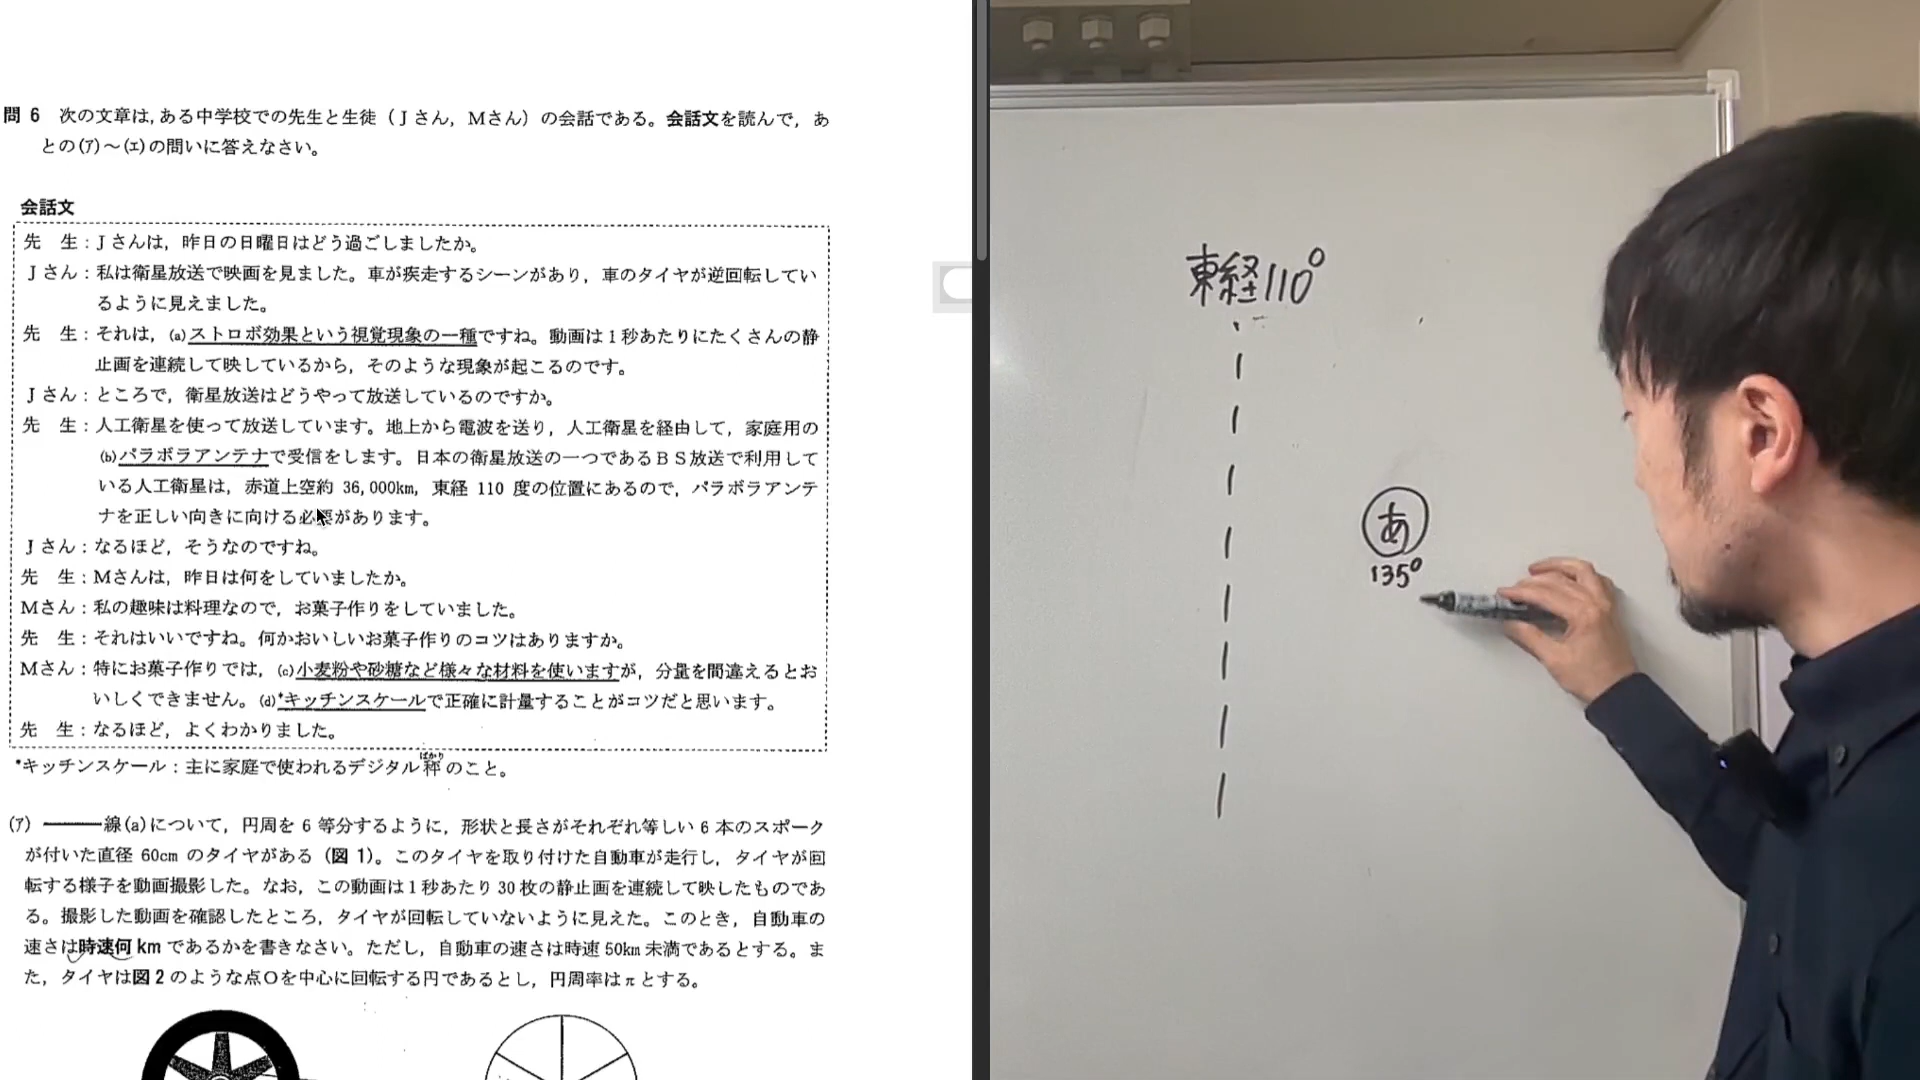 問6 次の文章は,ある中学校での先生と生徒(Jさん,Mさん)の会話である。会話文を読んで,あ
との(ｱ)~(ｴ)の問いに答えなさい。
会話文
先 生:Jさんは,昨日の日曜日はどう過ごしましたか。
Jさん:私は衛星放送で映画を見ました。車が疾走するシーンがあり,車のタイヤが逆回転してい
るように見えました。
先 生:それは,(a)ストロボ効果という視覚現象の一種ですね。動画は1秒あたりにたくさんの静
止画を連続して映しているから,そのような現象が起こるのです。
Jさん:ところで,衛星放送はどうやって放送しているのですか。
先 生:人工衛星を使って放送しています。地上から電波を送り,人工衛星を経由して,家庭用の
(b)パラボラアンテナで受信をします。日本の衛星放送の一つであるBS放送で利用して
いる人工衛星は,赤道上空約 36,000km,東経 110 度の位置にあるので,パラボラアンテ
ナを正しい向きに向ける必要があります。
Jさん:なるほど,そうなのですね。
先 生:Mさんは,昨日は何をしていましたか。
Mさん:私の趣味は料理なので,お菓子作りをしていました。
先 生:それはいいですね。何かおいしいお菓子作りのコツはありますか。
Mさん:特にお菓子作りでは,(c)小麦粉や砂糖など様々な材料を使いますが,分量を間違えるとお
いしくできません。(d)*キッチンスケールで正確に計量することがコツだと思います。
先 生:なるほど,よくわかりました。
*キッチンスケール:主に家庭で使われるデジタル秤のこと。
ばかり
(ｱ) ――線(a)について,円周を6等分するように,形状と長さがそれぞれ等しい6本のスポーク
が付いた直径 60cm のタイヤがある(図1)。このタイヤを取り付けた自動車が走行し,タイヤが回
転する様子を動画撮影した。なお,この動画は1秒あたり30枚の静止画を連続して映したものであ
る。撮影した動画を確認したところ,タイヤが回転していないように見えた。このとき,自動車の
速さは時速何kmであるかを書きなさい。ただし,自動車の速さは時速50km未満であるとする。ま
た,タイヤは図2のような点Oを中心に回転する円であるとし,円周率はπとする。
東経110°
あ
135°